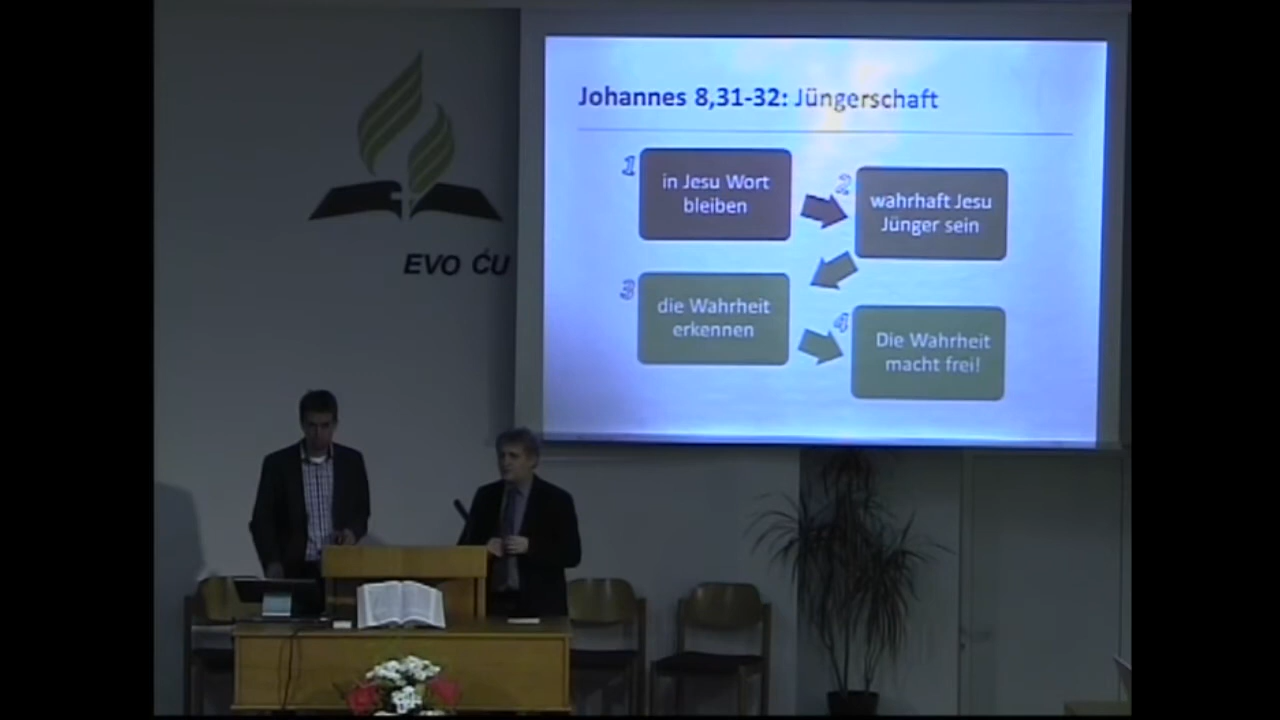 Johannes 8,31-32: Jüngerschaft
1
in Jesu Wort
bleiben
2
wahrhaft Jesu
Jünger sein
3
die Wahrheit
erkennen
4
Die Wahrheit
macht frei!
EVO ĆU